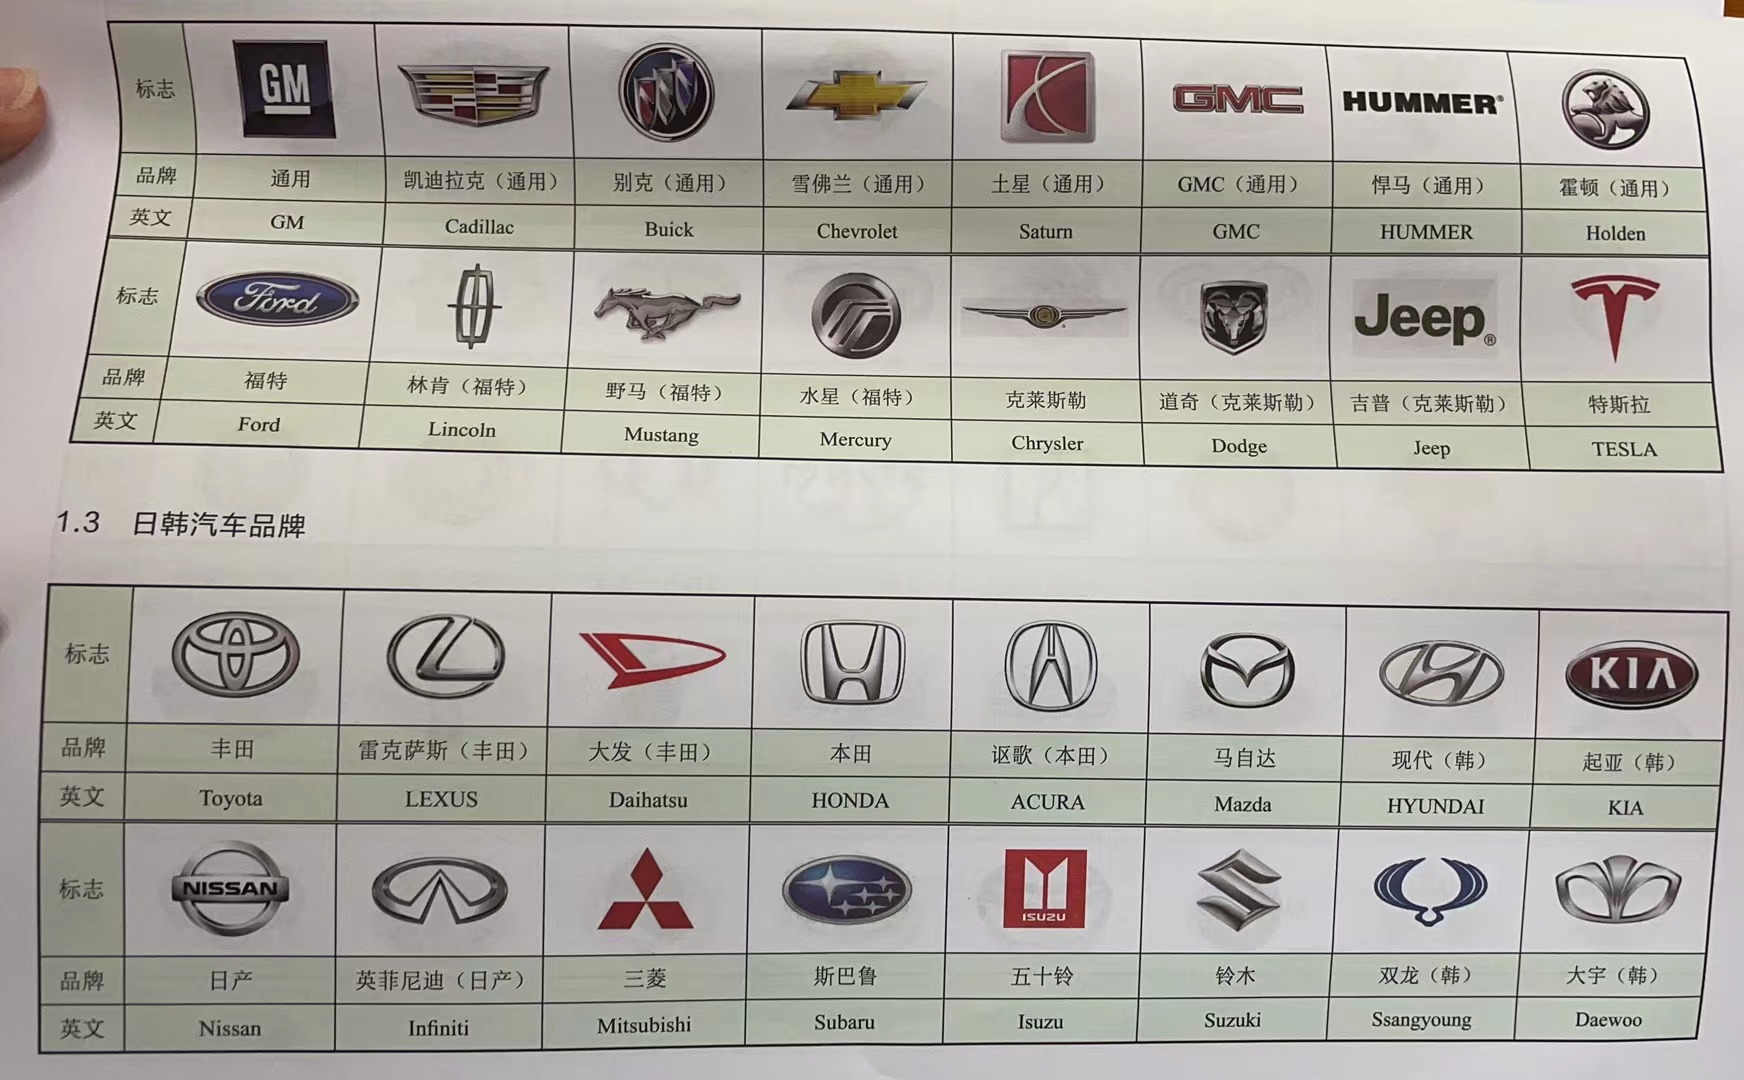 标志 GM GMC HUMMER®
品牌 通用 凯迪拉克（通用） 别克（通用） 雪佛兰（通用） 土星（通用） GMC（通用） 悍马（通用） 霍顿（通用）
英文 GM Cadillac Buick Chevrolet Saturn GMC HUMMER Holden
标志 Ford Jeep®
品牌 福特 林肯（福特） 野马（福特） 水星（福特） 克莱斯勒 道奇（克莱斯勒） 吉普（克莱斯勒） 特斯拉
英文 Ford Lincoln Mustang Mercury Chrysler Dodge Jeep TESLA
1.3 日韩汽车品牌
标志 KIA
品牌 丰田 雷克萨斯（丰田） 大发（丰田） 本田 讴歌（本田） 马自达 现代（韩） 起亚（韩）
英文 Toyota LEXUS Daihatsu HONDA ACURA Mazda HYUNDAI KIA
标志 NISSAN ISUZU
品牌 日产 英菲尼迪（日产） 三菱 斯巴鲁 五十铃 铃木 双龙（韩） 大宇（韩）
英文 Nissan Infiniti Mitsubishi Subaru Isuzu Suzuki Ssangyoung Daewoo